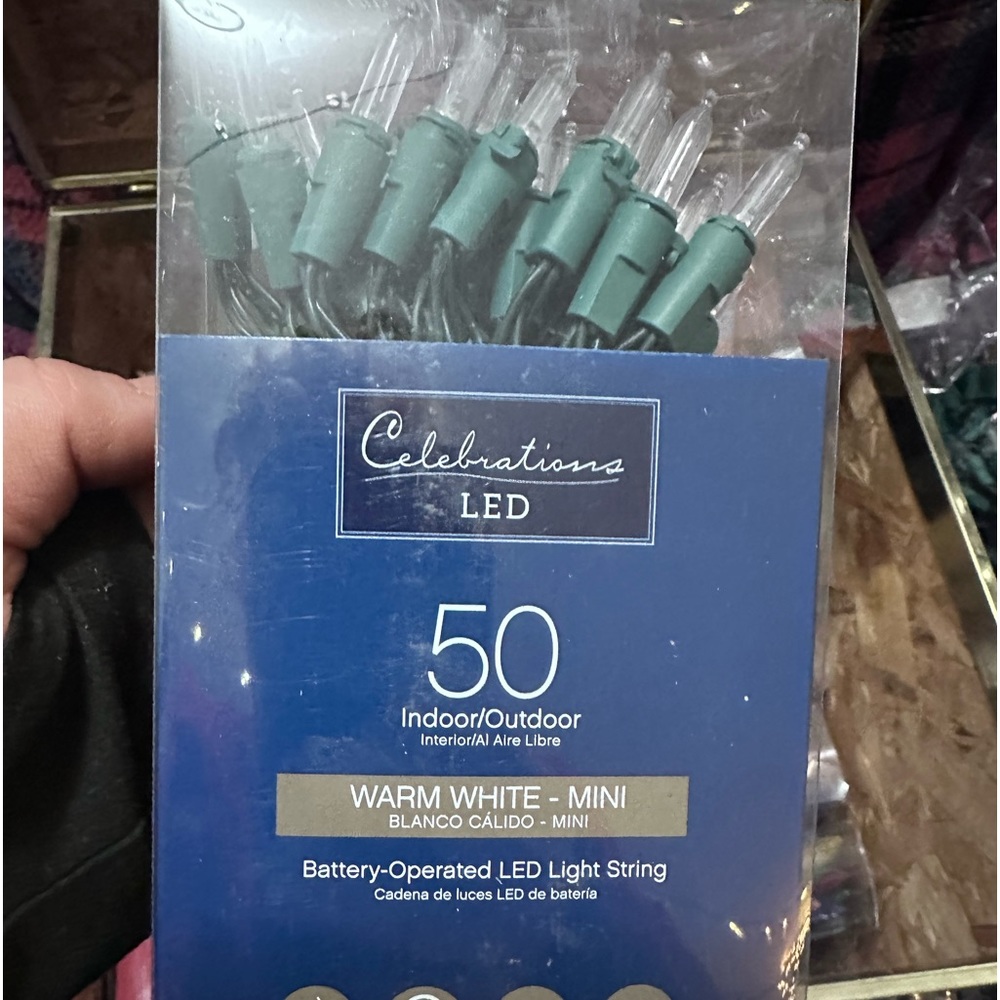 Celebrations
LED
50
Indoor/Outdoor
Interior/Al Aire Libre
WARM WHITE - MINI
BLANCO CÁLIDO - MINI
Battery-Operated LED Light String
Cadena de luces LED de batería